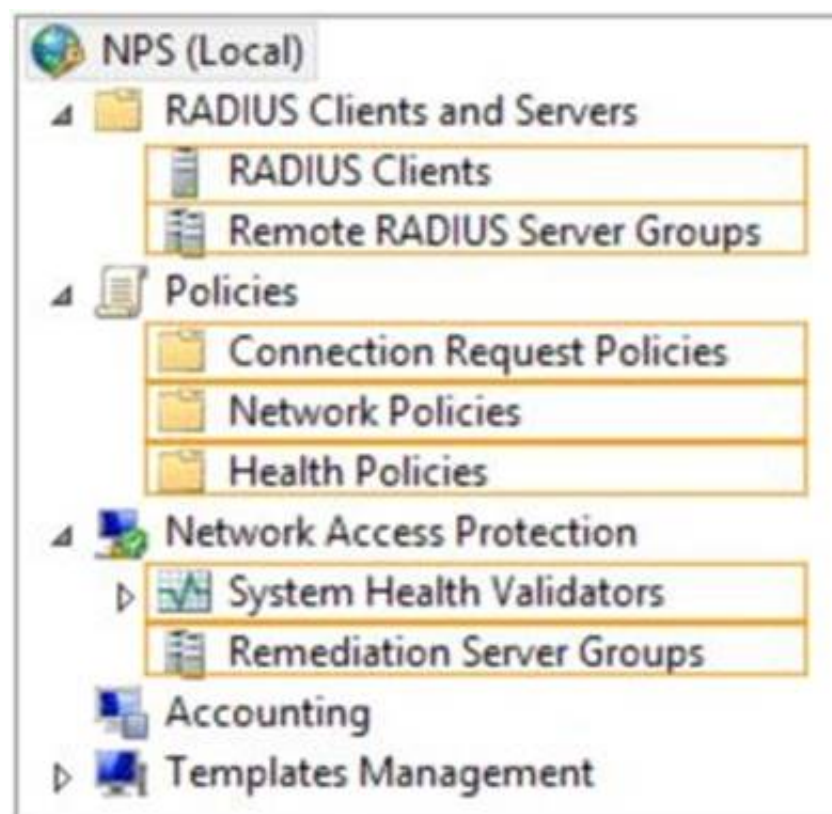 NPS (Local)
RADIUS Clients and Servers
RADIUS Clients
Remote RADIUS Server Groups
Policies
Connection Request Policies
Network Policies
Health Policies
Network Access Protection
System Health Validators
Remediation Server Groups
Accounting
Templates Management